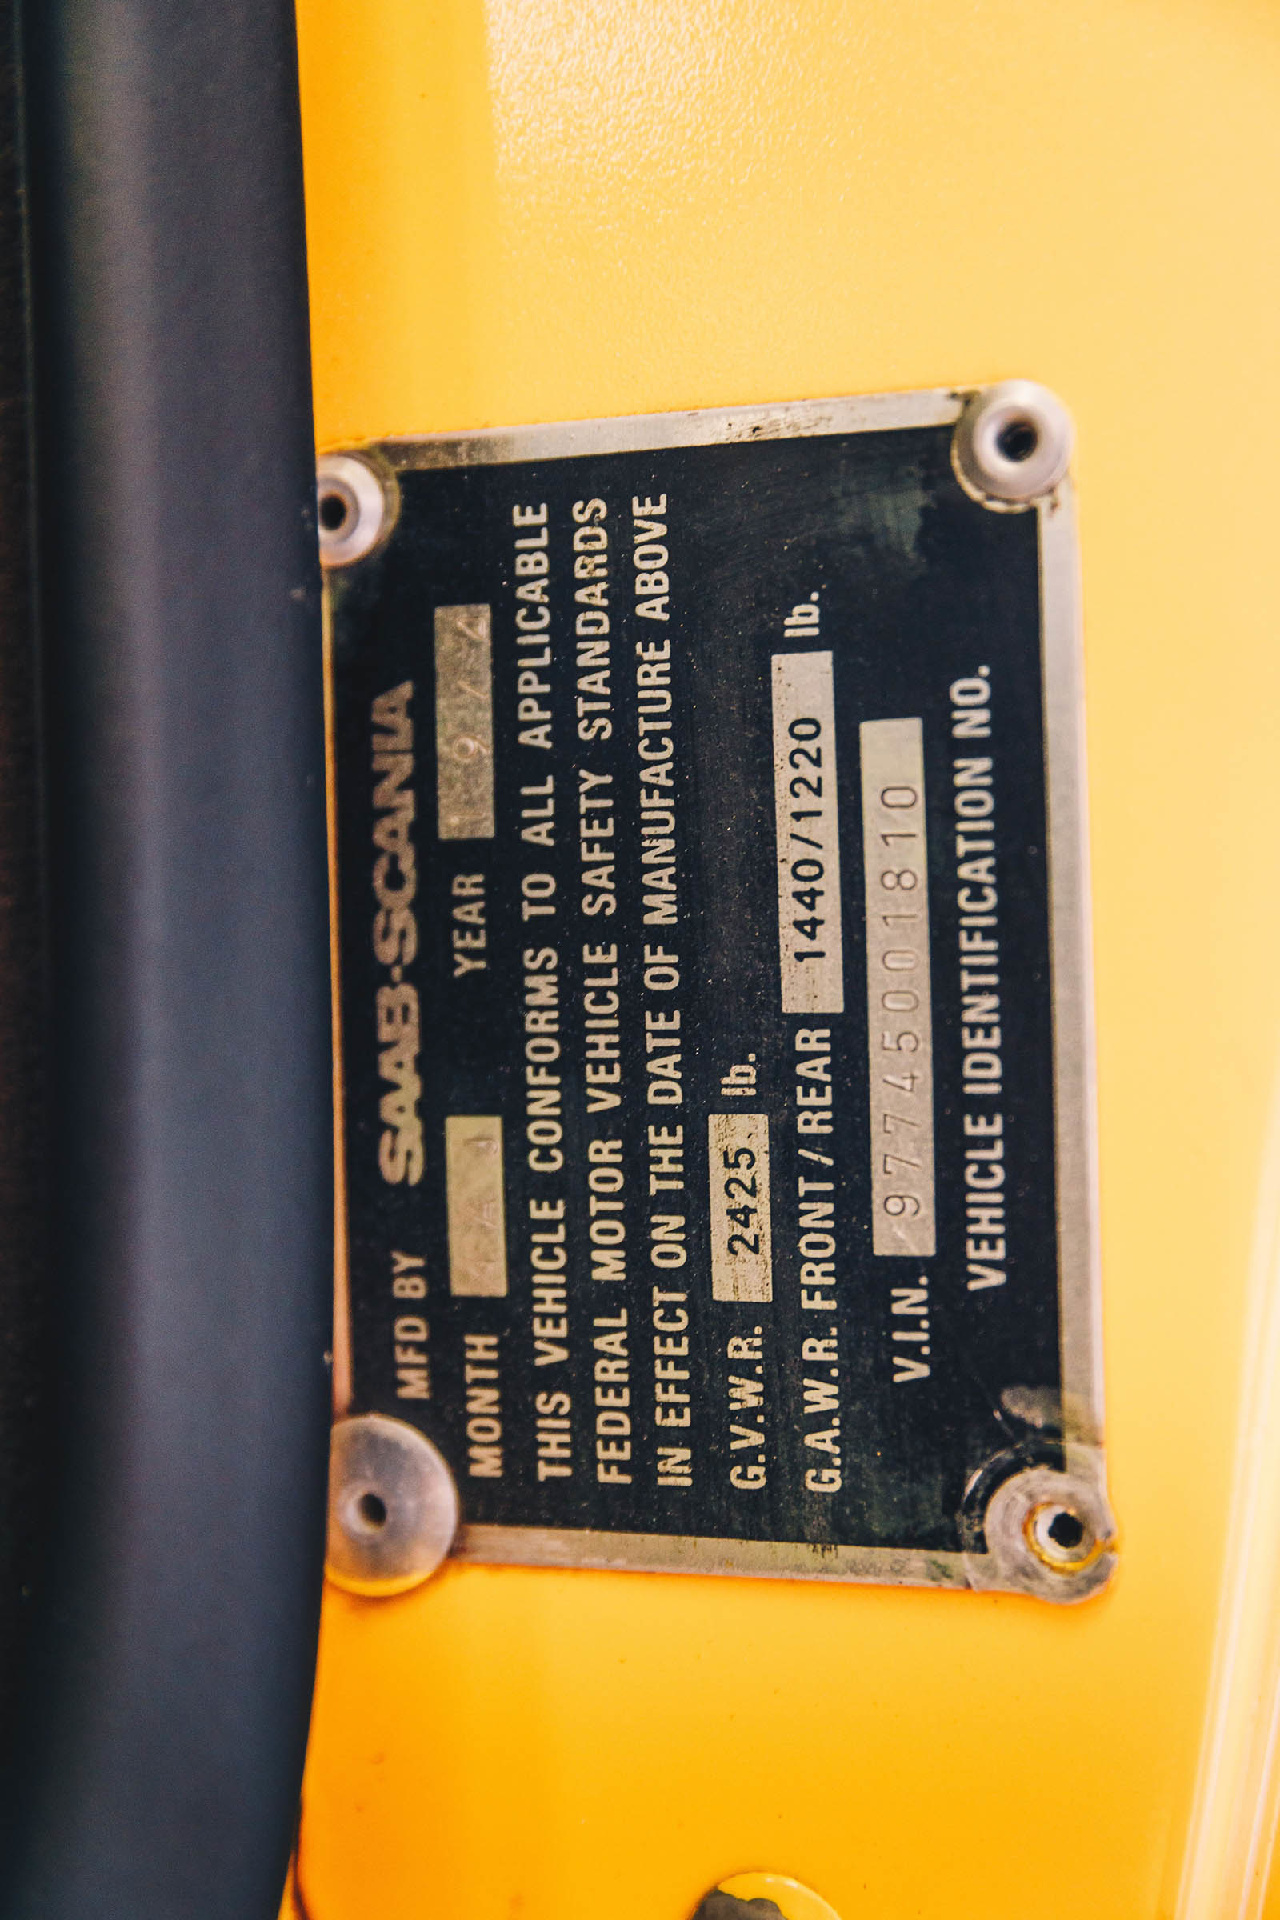 MFD BY SAAB-SCANIA
MONTH YEAR 1974
THIS VEHICLE CONFORMS TO ALL APPLICABLE
FEDERAL MOTOR VEHICLE SAFETY STANDARDS
IN EFFECT ON THE DATE OF MANUFACTURE ABOVE
G.V.W.R. 2425 lb.
G.A.W.R. FRONT/REAR 1440/1220 lb.
V.I.N. 97745001810
VEHICLE IDENTIFICATION NO.